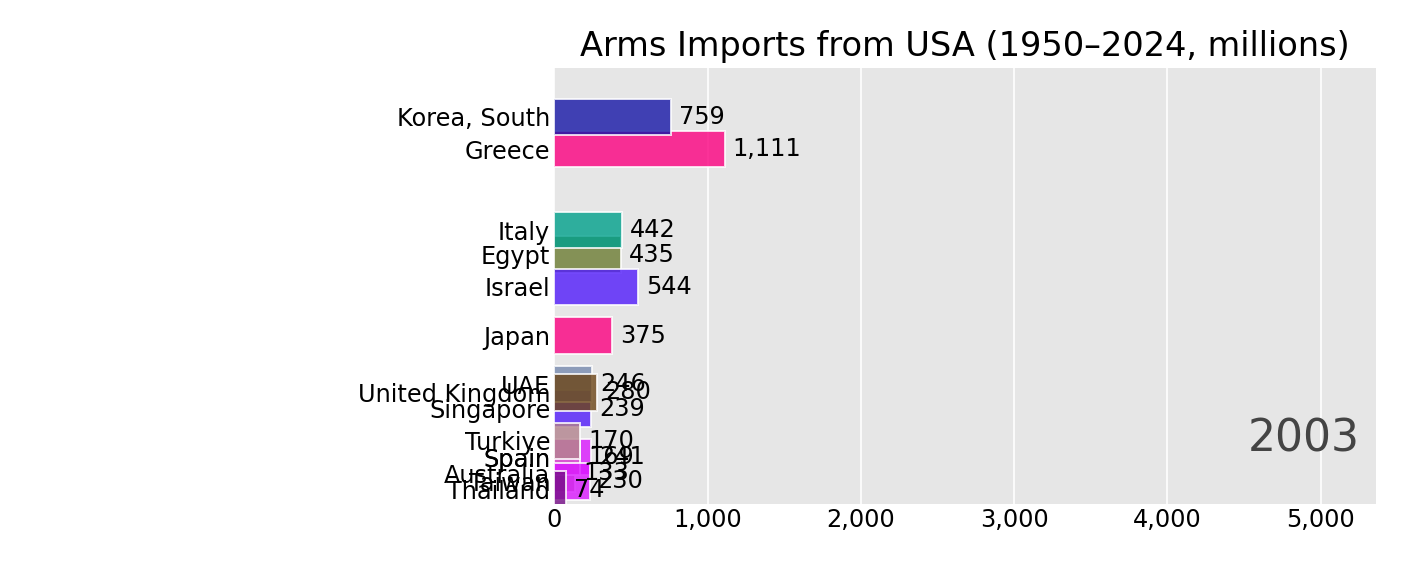 Arms Imports from USA (1950–2024, millions)
Korea, South 759
Greece 1,111
Italy 442
Egypt 435
Israel 544
Japan 375
UAE 246
United Kingdom 280
Singapore 239
Turkiye 170
Spain 169 241
Australia 133
Taiwan 230
Thailand 74
2003
0 1,000 2,000 3,000 4,000 5,000